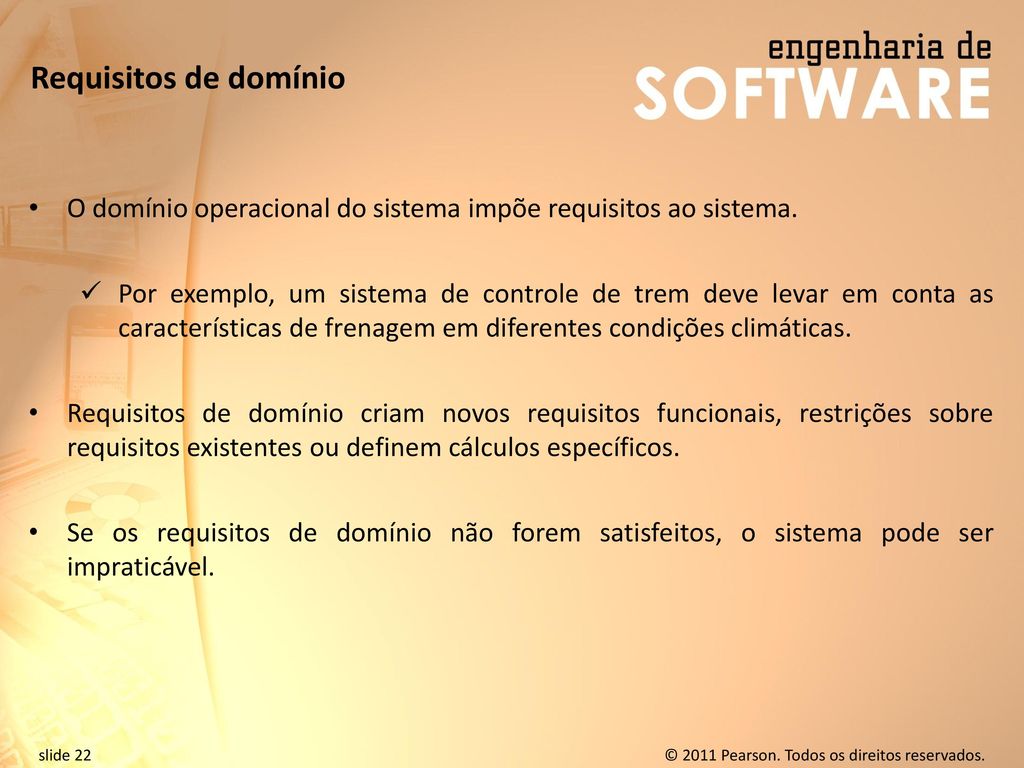 engenharia de
SOFTWARE
Requisitos de domínio
• O domínio operacional do sistema impõe requisitos ao sistema.
✓ Por exemplo, um sistema de controle de trem deve levar em conta as
características de frenagem em diferentes condições climáticas.
• Requisitos de domínio criam novos requisitos funcionais, restrições sobre
requisitos existentes ou definem cálculos específicos.
• Se os requisitos de domínio não forem satisfeitos, o sistema pode ser
impraticável.
slide 22
© 2011 Pearson. Todos os direitos reservados.